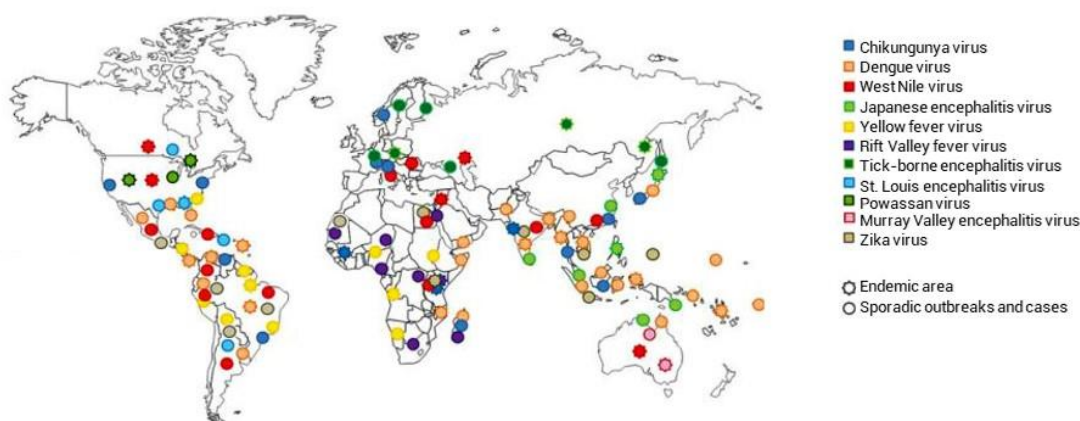 Chikungunya virus
Dengue virus
West Nile virus
Japanese encephalitis virus
Yellow fever virus
Rift Valley fever virus
Tick-borne encephalitis virus
St. Louis encephalitis virus
Powassan virus
Murray Valley encephalitis virus
Zika virus
Endemic area
Sporadic outbreaks and cases